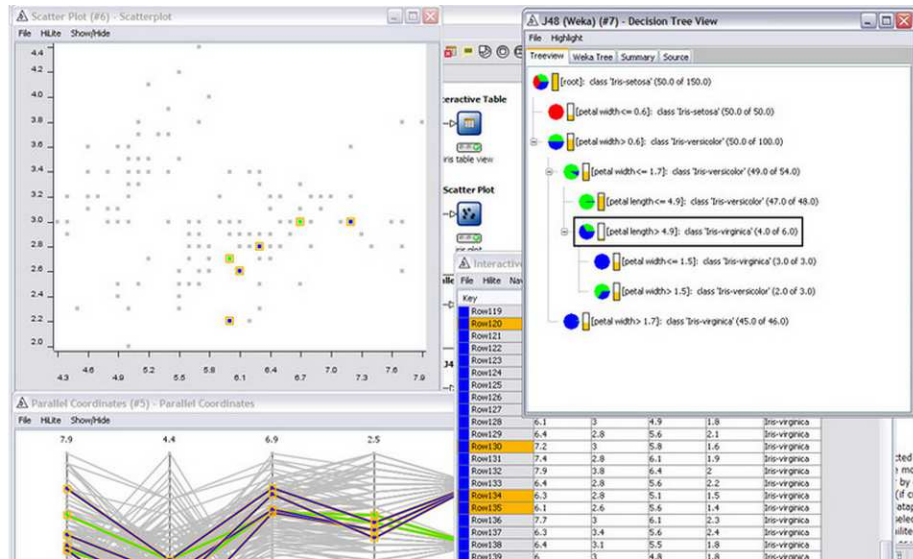 Scatter Plot (#6) - Scatterplot
File HiLite Show/Hide
4.4
4.2
4.0
3.8
3.6
3.4
3.2
3.0
2.8
2.6
2.4
2.2
2.0
4.3 4.6 4.9 5.2 5.5 5.8 6.1 6.4 6.7 7.0 7.3 7.6 7.9
teractive Table
iris table view
Scatter Plot
iris plot
J4
J48 (Weka) (#7) - Decision Tree View
File Highlight
Treeview Weka Tree Summary Source
[root]: class 'Iris-setosa' (50.0 of 150.0)
[petal width <= 0.6]: class 'Iris-setosa' (50.0 of 50.0)
[petal width> 0.6]: class 'Iris-versicolor' (50.0 of 100.0)
[petal width <= 1.7]: class 'Iris-versicolor' (49.0 of 54.0)
[petal length <= 4.9]: class 'Iris-versicolor' (47.0 of 48.0)
[petal length> 4.9]: class 'Iris-virginica' (4.0 of 6.0)
[petal width <= 1.5]: class 'Iris-virginica' (3.0 of 3.0)
[petal width> 1.5]: class 'Iris-versicolor' (2.0 of 3.0)
[petal width> 1.7]: class 'Iris-virginica' (45.0 of 46.0)
Interactive
File Hilite Nav
Key
Row119
Row120
Row121
Row122
Row123
Row124
Row125
Row126
Row127
Row128 6.1 3 4.9 1.8 Iris-virginica
Row129 6.4 2.8 5.6 2.1 Iris-virginica
Row130 7.2 3 5.8 1.6 Iris-virginica
Row131 7.4 2.8 6.1 1.9 Iris-virginica
Row132 7.9 3.8 6.4 2 Iris-virginica
Row133 6.4 2.8 5.6 2.2 Iris-virginica
Row134 6.3 2.8 5.1 1.5 Iris-virginica
Row135 6.1 2.6 5.6 1.4 Iris-virginica
Row136 7.7 3 6.1 2.3 Iris-virginica
Row137 6.3 3.4 5.6 2.4 Iris-virginica
Row138 6.4 3.1 5.5 1.8 Iris-virginica
Row139 6 3 4.8 1.8 Iris-virginica
Parallel Coordinates (#5) - Parallel Coordinates
File HiLite Show/Hide
7.9 4.4 6.9 2.5